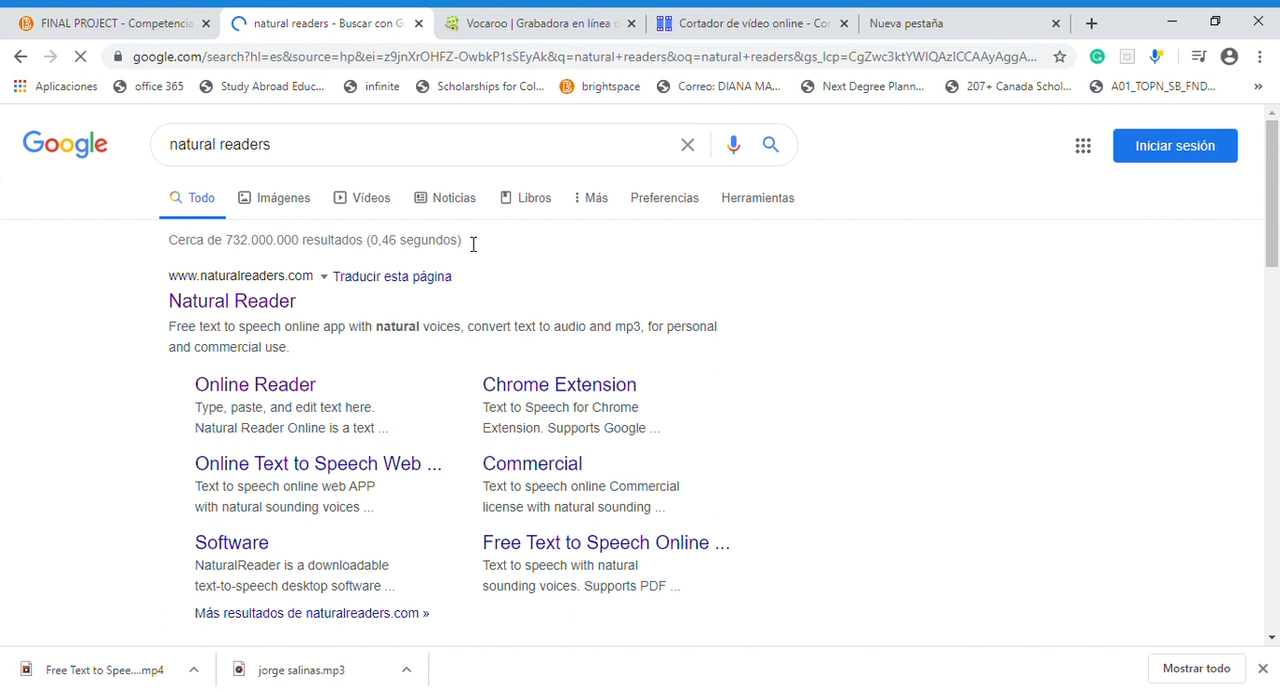 FINAL PROJECT - Competencia
natural readers - Buscar con G
Vocaroo | Grabadora en línea
Cortador de vídeo online - Cor
Nueva pestaña
google.com/search?hl=es&source=hp&ei=z9jnXrOHFZ-OwbkP1sSEyAk&q=natural+readers&oq=natural+readers&gs_lcp=CgZwc3ktYWIQAzICCAAyAggA...
Aplicaciones
office 365
Study Abroad Educ...
infinite
Scholarships for Col...
brightspace
Correo: DIANA MA...
Next Degree Plann...
207+ Canada Schol...
A01_TOPN_SB_FND...
»
Google
natural readers
Iniciar sesión
Todo
Imágenes
Vídeos
Noticias
Libros
Más
Preferencias
Herramientas
Cerca de 732.000.000 resultados (0,46 segundos)
www.naturalreaders.com Traducir esta página
Natural Reader
Free text to speech online app with natural voices, convert text to audio and mp3, for personal
and commercial use.
Online Reader
Type, paste, and edit text here.
Natural Reader Online is a text ...
Chrome Extension
Text to Speech for Chrome
Extension. Supports Google ...
Online Text to Speech Web ...
Text to speech online web APP
with natural sounding voices ...
Commercial
Text to speech online Commercial
license with natural sounding ...
Software
NaturalReader is a downloadable
text-to-speech desktop software ...
Free Text to Speech Online ...
Text to speech with natural
sounding voices. Supports PDF ...
Más resultados de naturalreaders.com »
Free Text to Spee....mp4
jorge salinas.mp3
Mostrar todo